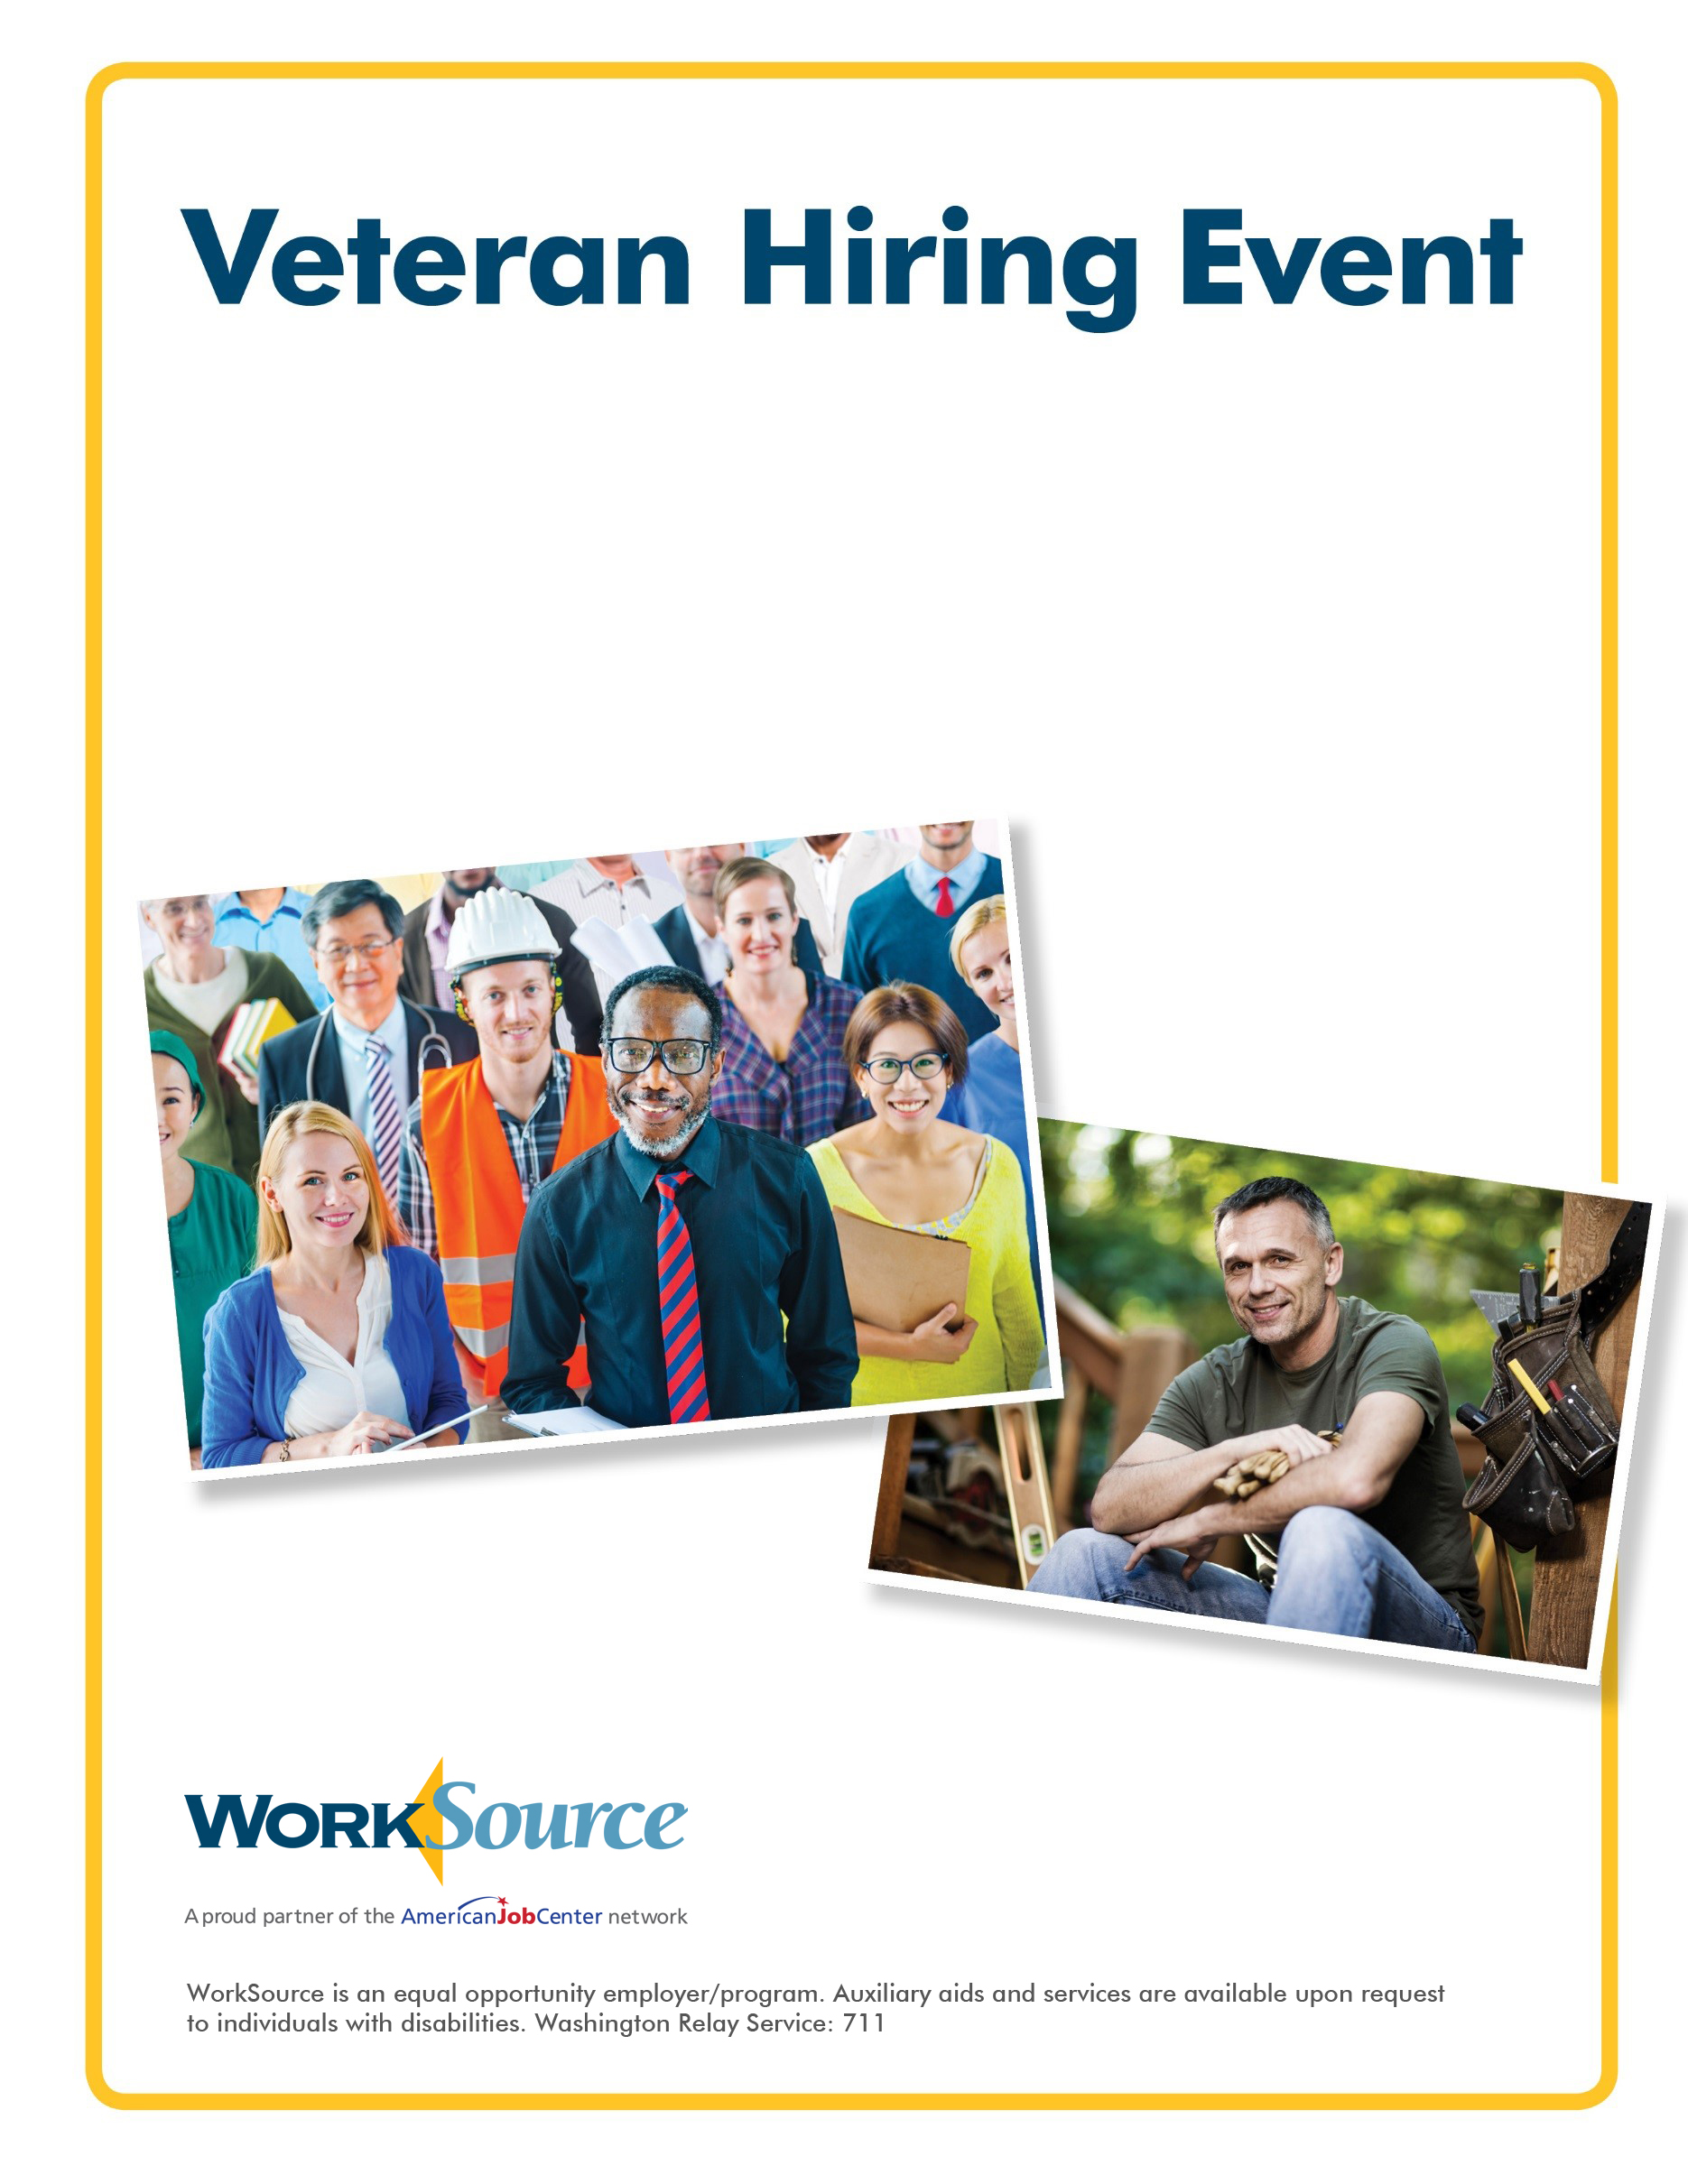 Veteran Hiring Event
WorkSource
A proud partner of the AmericanJobCenter network
WorkSource is an equal opportunity employer/program. Auxiliary aids and services are available upon request
to individuals with disabilities. Washington Relay Service: 711